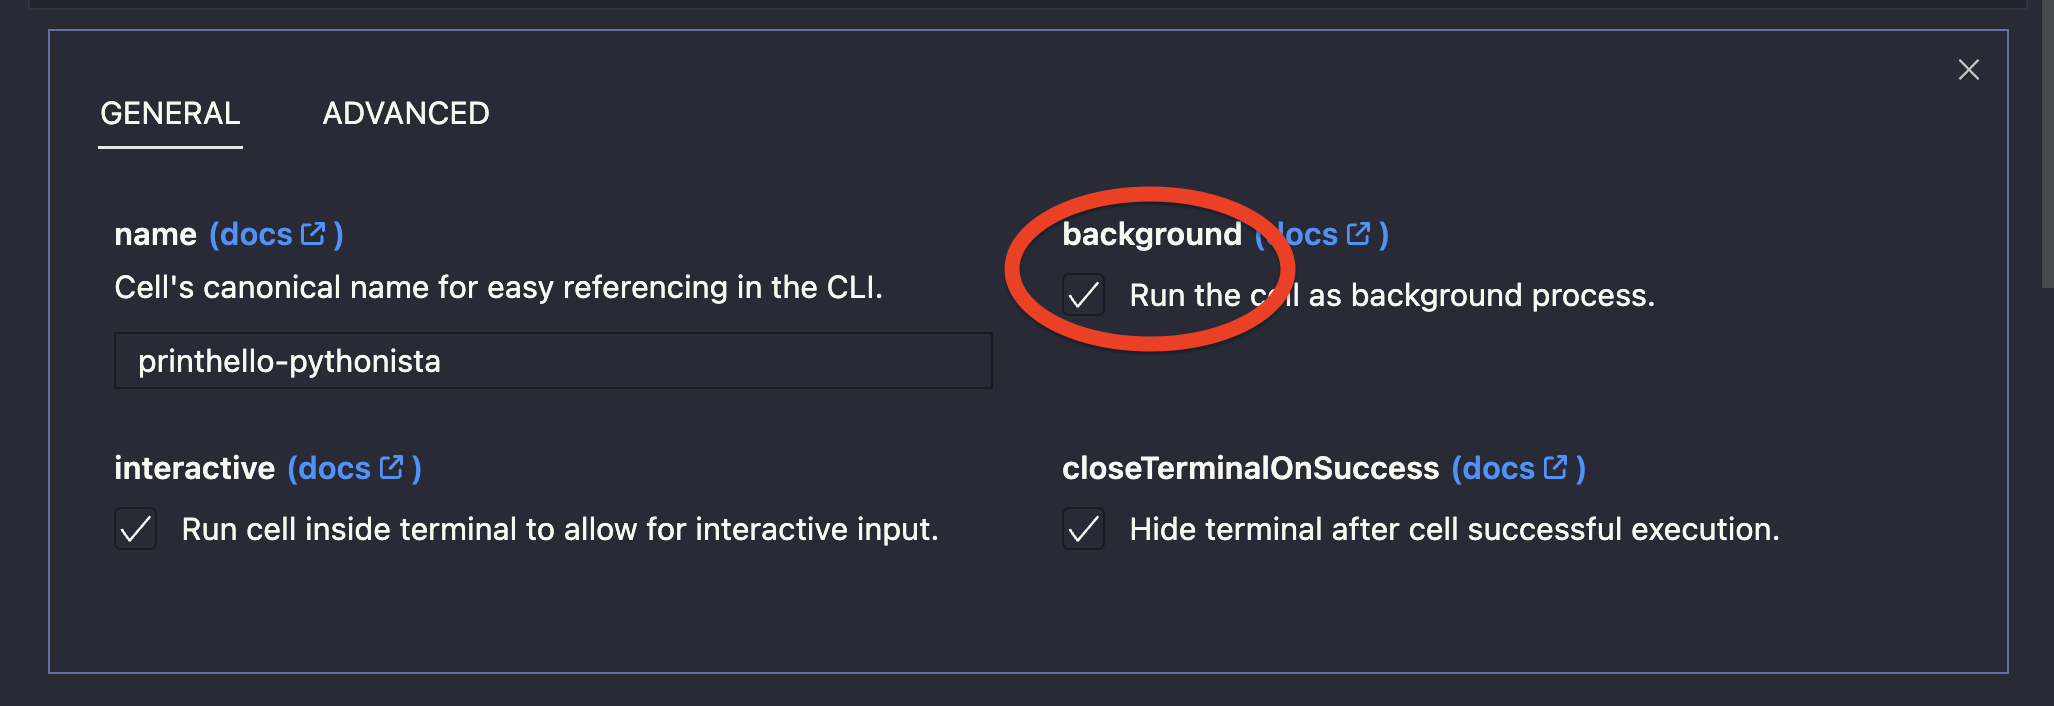 GENERAL ADVANCED
name (docs )
Cell's canonical name for easy referencing in the CLI.
printhello-pythonista
background (docs )
Run the cell as background process.
interactive (docs )
Run cell inside terminal to allow for interactive input.
closeTerminalOnSuccess (docs )
Hide terminal after cell successful execution.